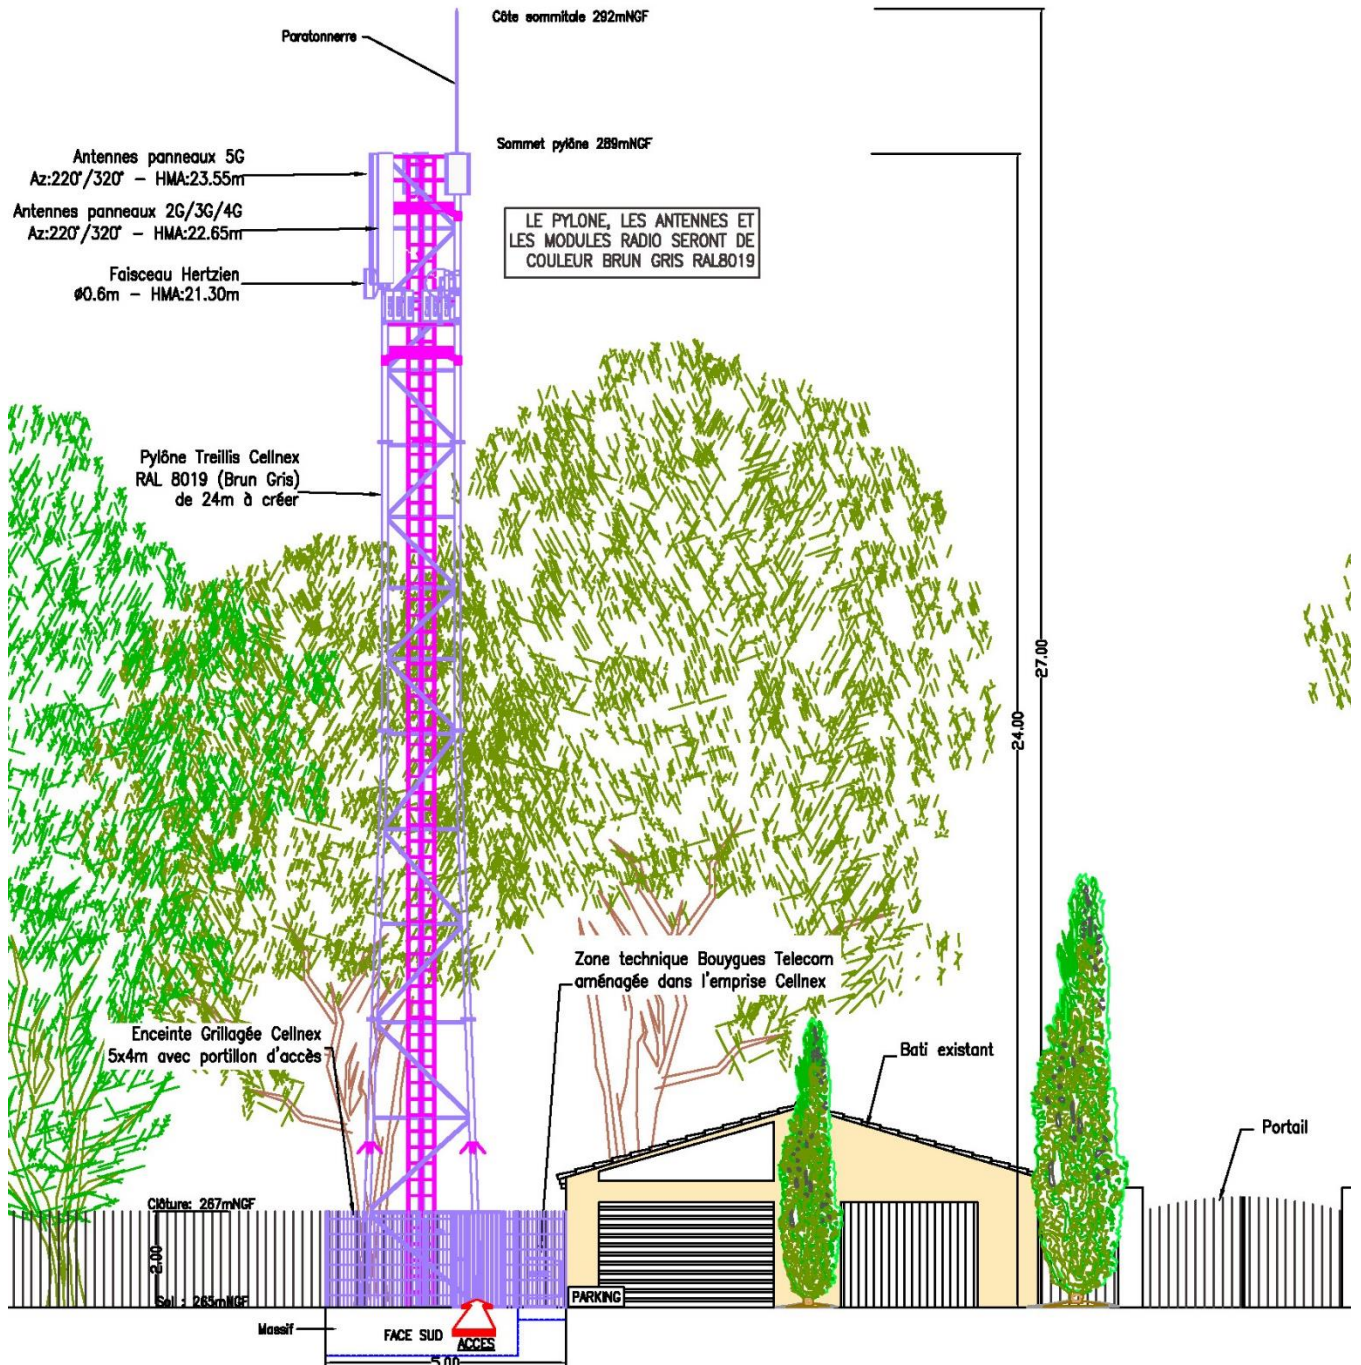 Côte sommitale 292mNGF
Paratonnerre
Sommet pylône 289mNGF
Antennes panneaux 5G
Az:220°/320° - HMA:23.55m
Antennes panneaux 2G/3G/4G
Az:220°/320° - HMA:22.65m
LE PYLONE, LES ANTENNES ET
LES MODULES RADIO SERONT DE
COULEUR BRUN GRIS RAL8019
Faisceau Hertzien
ø0.6m - HMA:21.30m
Pylône Treillis Cellnex
RAL 8019 (Brun Gris)
de 24m à créer
27.00
24.00
Zone technique Bouygues Telecom
aménagée dans l'emprise Cellnex
Enceinte Grillagée Cellnex
5x4m avec portillon d'accès
Bati existant
Portail
Clôture: 267mNGF
2.00
Sol : 265mNGF
PARKING
Massif
FACE SUD
ACCES
5.00